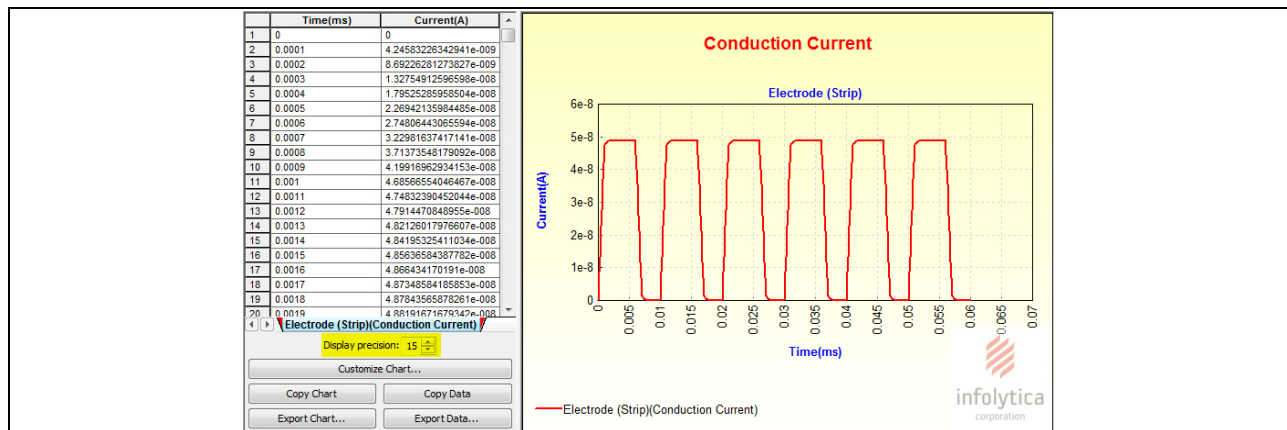 Time(ms) Current(A)
1 0 0
2 0.0001 4.24583226342941e-009
3 0.0002 8.69226281273827e-009
4 0.0003 1.32754912596598e-008
5 0.0004 1.79525285958504e-008
6 0.0005 2.26942135984485e-008
7 0.0006 2.74806443065594e-008
8 0.0007 3.22981637417141e-008
9 0.0008 3.71373548179092e-008
10 0.0009 4.19916962934153e-008
11 0.001 4.68566554046467e-008
12 0.0011 4.74832390452044e-008
13 0.0012 4.7914470848955e-008
14 0.0013 4.82126017976607e-008
15 0.0014 4.84195325411034e-008
16 0.0015 4.85636584387782e-008
17 0.0016 4.866434170191e-008
18 0.0017 4.87348584185853e-008
19 0.0018 4.87843565878261e-008
20 0.0019 4.88191671679342e-008
Electrode (Strip)(Conduction Current)
Display precision: 15
Customize Chart...
Copy Chart Copy Data
Export Chart... Export Data...
Conduction Current
Electrode (Strip)
6e-8
5e-8
4e-8
3e-8
2e-8
1e-8
0
Current(A)
0 0.005 0.01 0.015 0.02 0.025 0.03 0.035 0.04 0.045 0.05 0.055 0.06 0.065 0.07
Time(ms)
Electrode (Strip)(Conduction Current)
infolytica
corporation